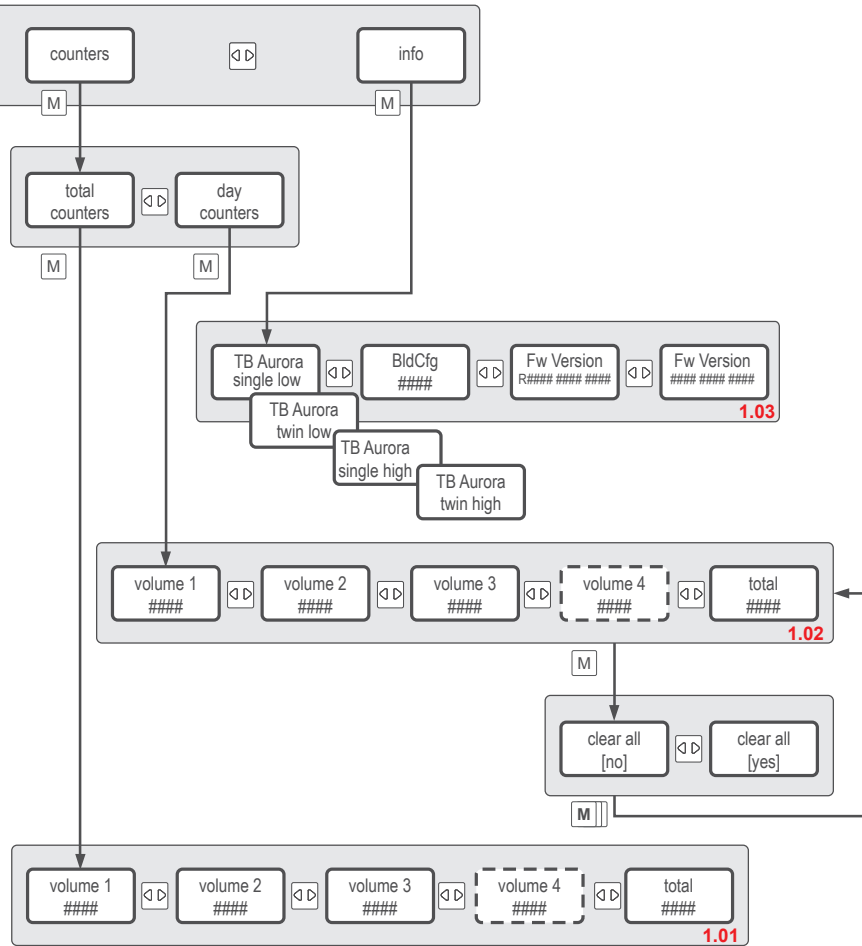 counters
info
M
M
total
counters
day
counters
M
M
TB Aurora
single low
BldCfg
####
Fw Version
R#### #### ####
Fw Version
#### #### ####
1.03
TB Aurora
twin low
TB Aurora
single high
TB Aurora
twin high
volume 1
####
volume 2
####
volume 3
####
volume 4
####
total
####
1.02
M
clear all
[no]
clear all
[yes]
M
volume 1
####
volume 2
####
volume 3
####
volume 4
####
total
####
1.01